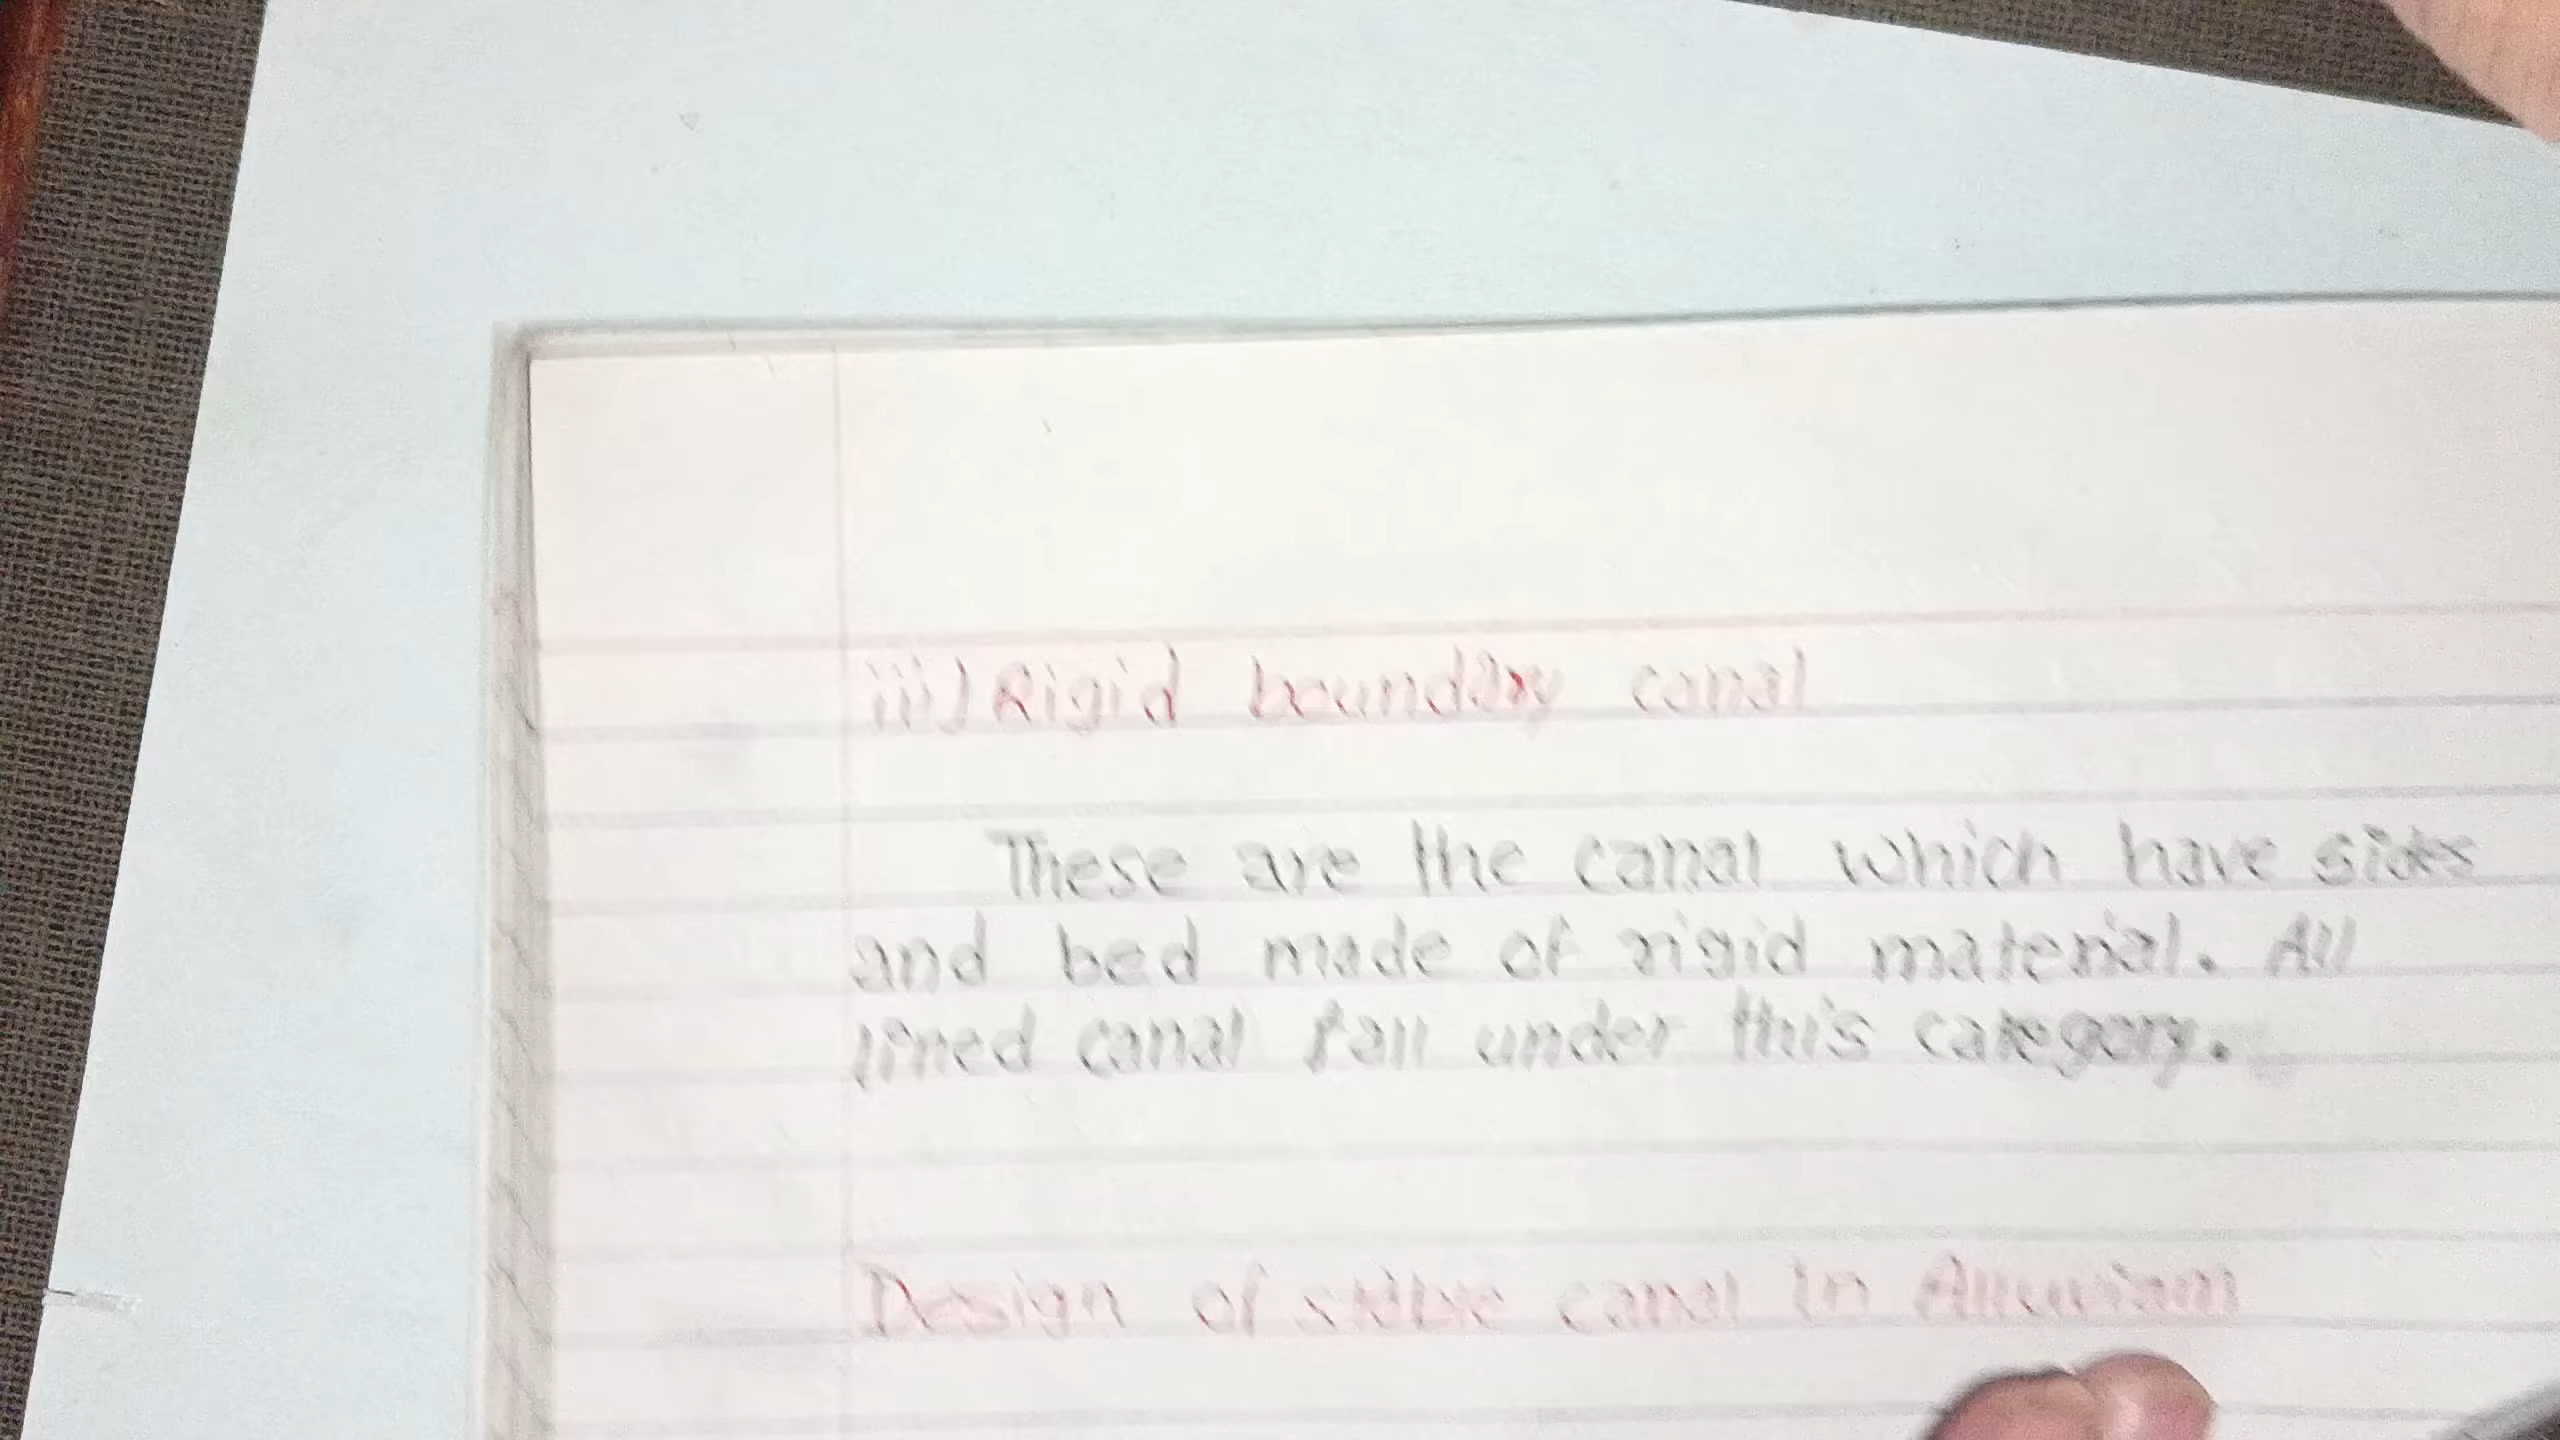 iii) Rigid boundary canal
These are the canal which have sides
and bed made of rigid material. All
lined canal fall under this category.
Design of stable canal in Alluvium